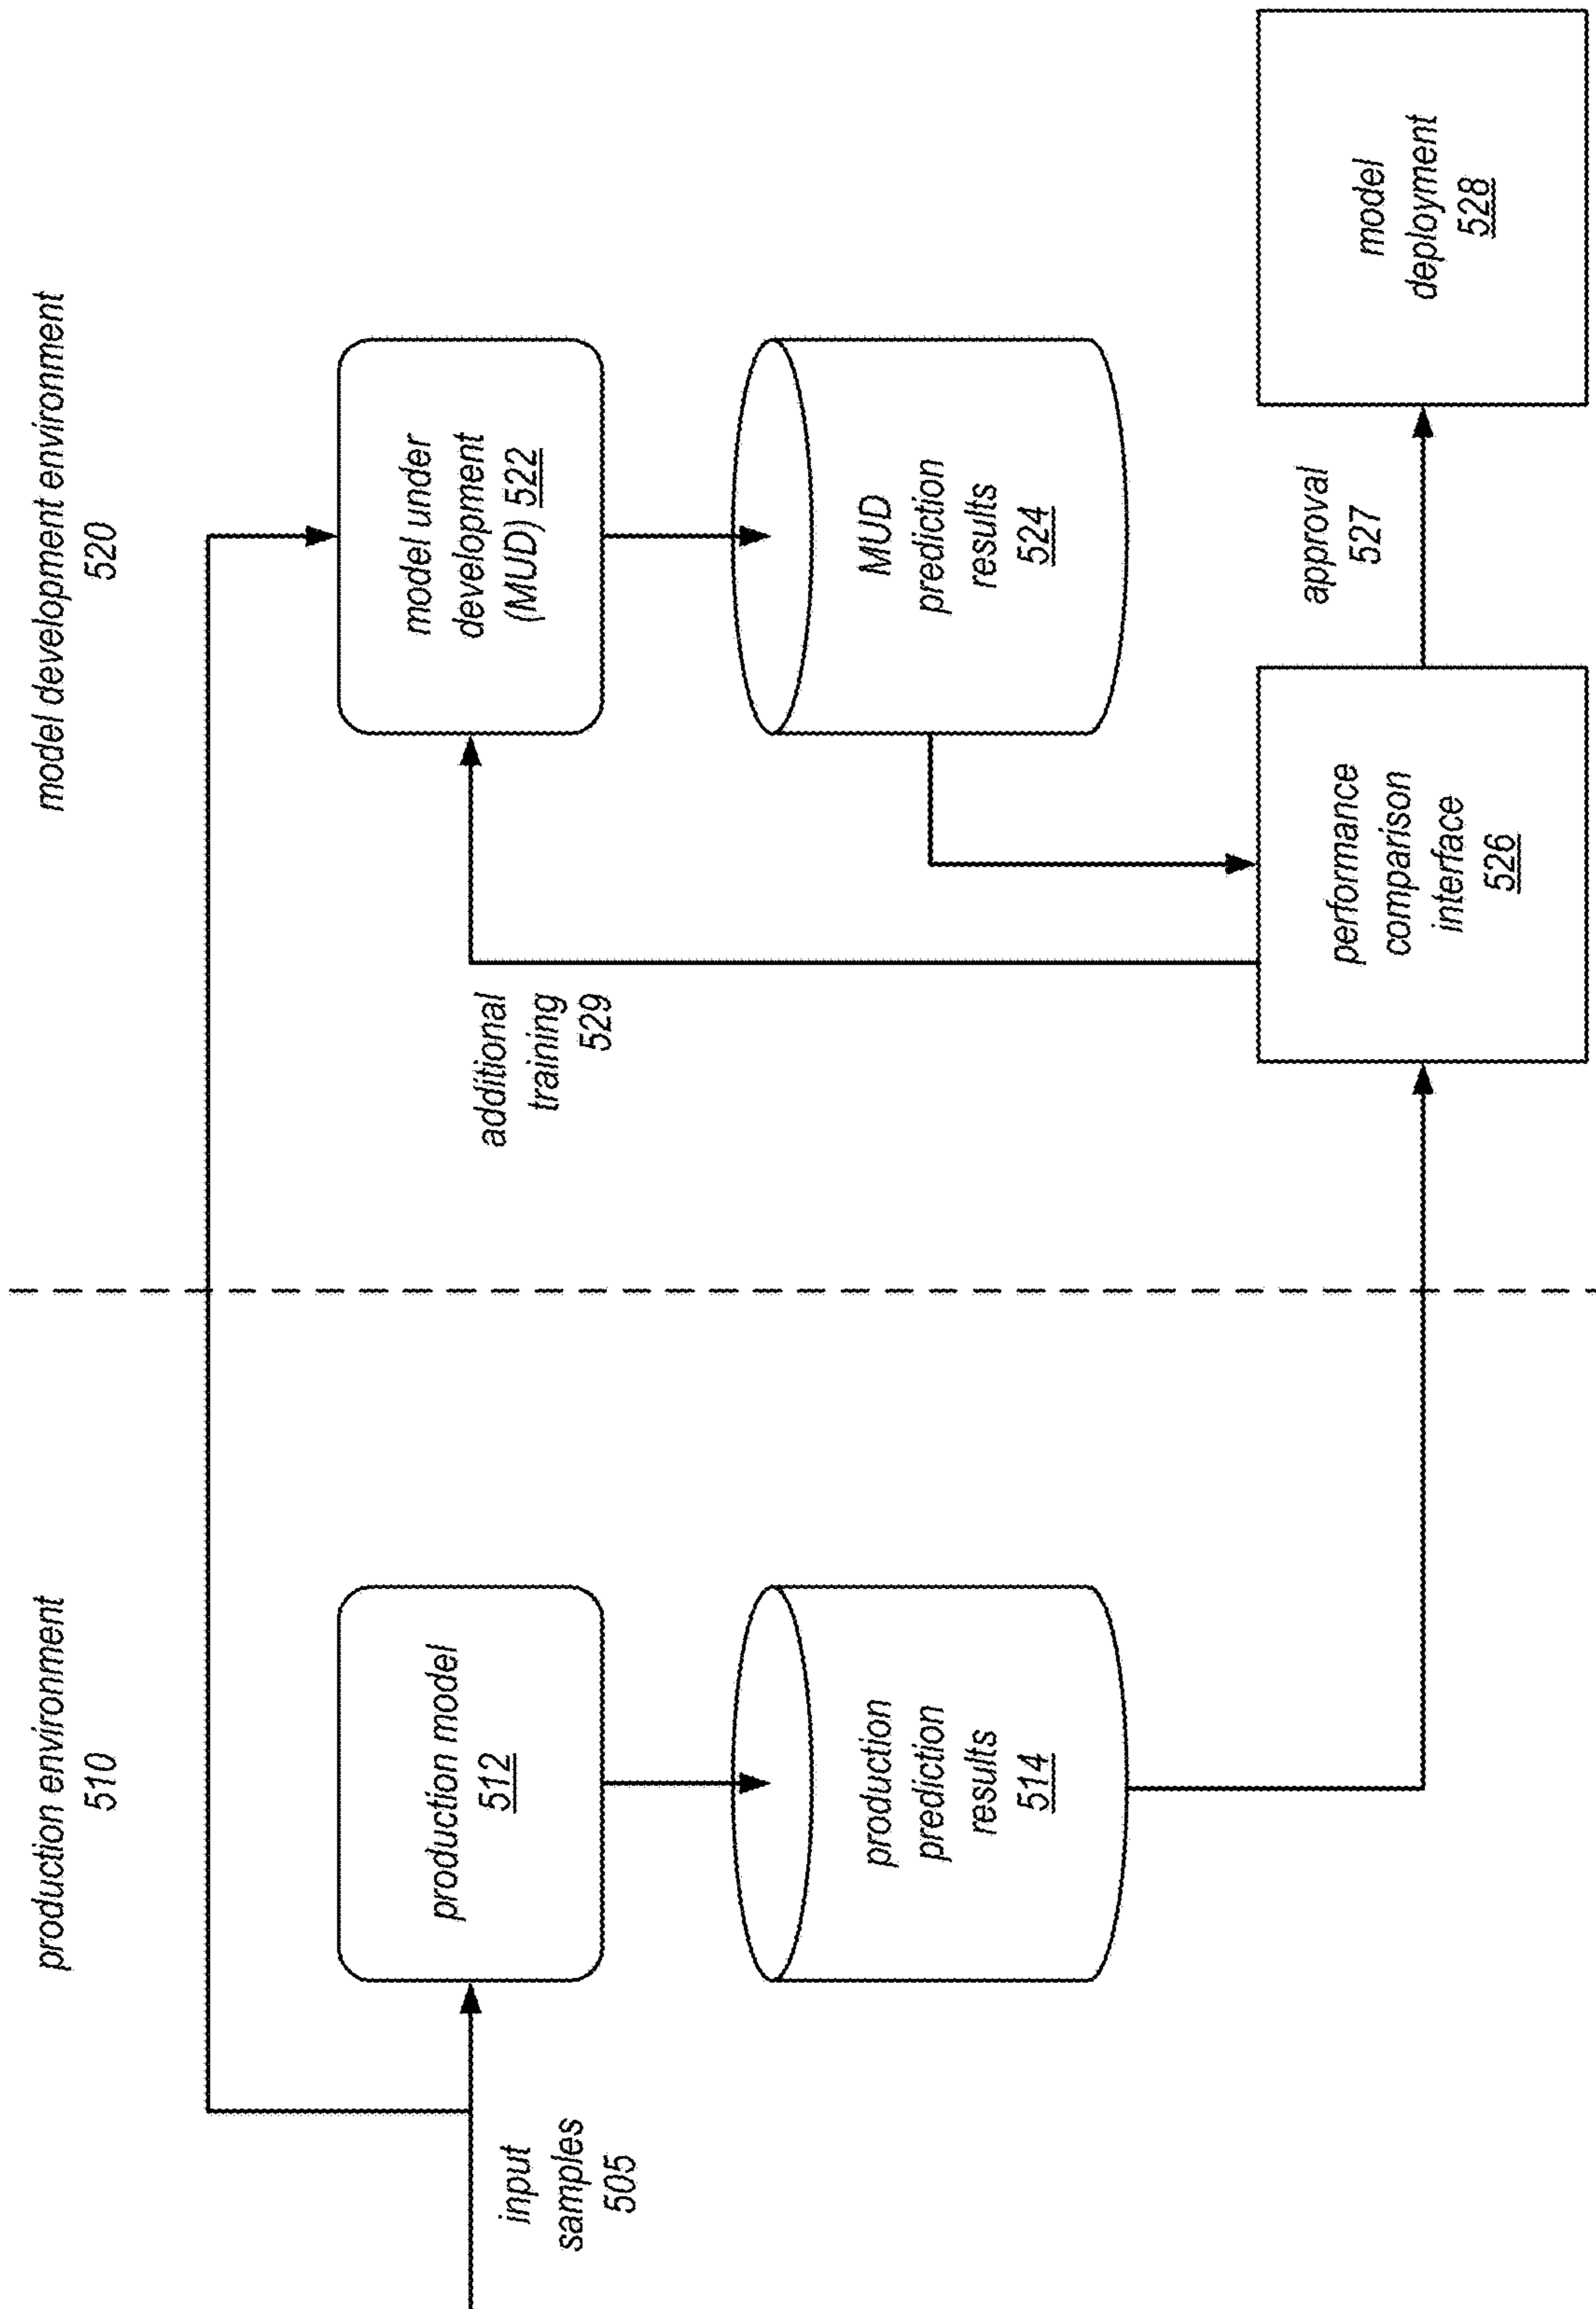 production environment
510
model development environment
520
input
samples
505
production model
512
production
prediction
results
514
additional
training
529
model under
development
(MUD) 522
MUD
prediction
results
524
performance
comparison
interface
526
approval
527
model
deployment
528